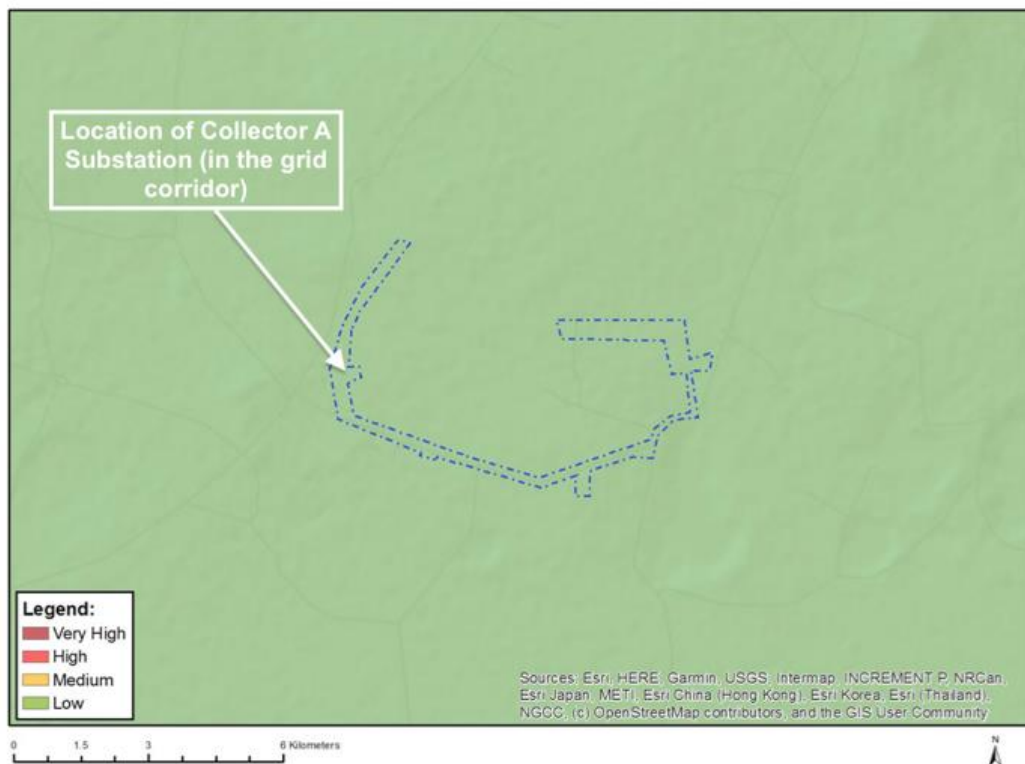 Location of Collector A
Substation (in the grid
corridor)
Legend:
Very High
High
Medium
Low
Sources: Esri, HERE, Garmin, USGS, Intermap, INCREMENT P, NRCan,
Esri Japan, METI, Esri China (Hong Kong), Esri Korea, Esri (Thailand),
NGCC, (c) OpenStreetMap contributors, and the GIS User Community
0 1.5 3 6 Kilometers
N